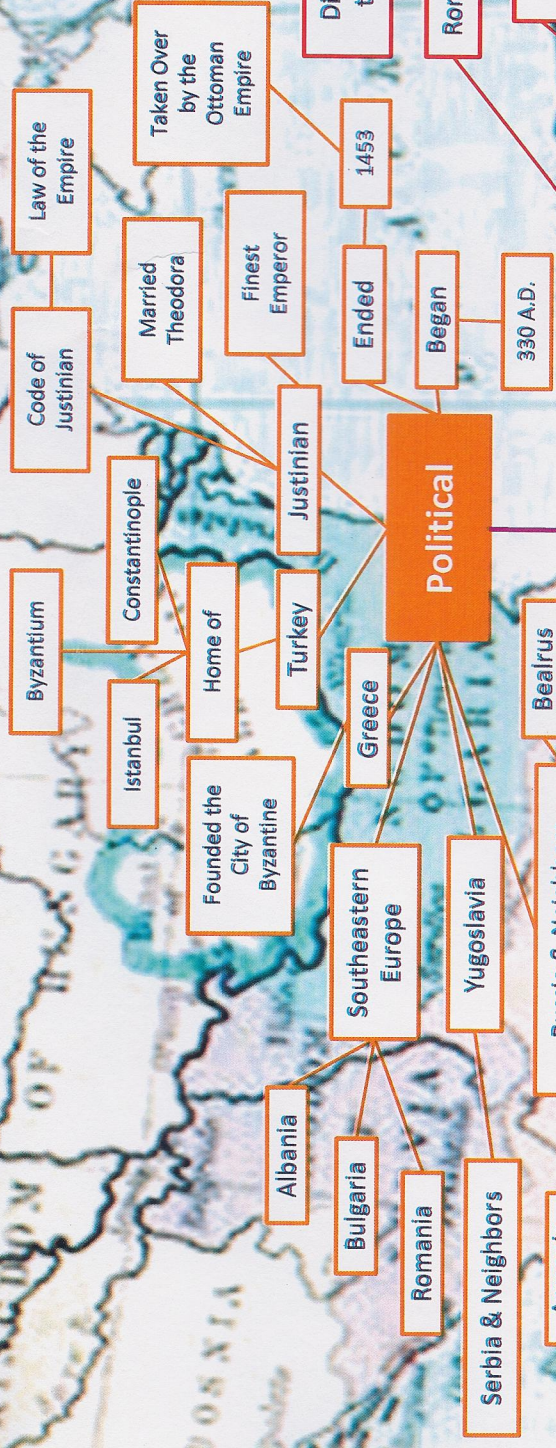 Law of the
Empire
Code of
Justinian
Taken Over
by the
Ottoman
Empire
Married
Theodora
Finest
Emperor
1453
Ended
Began
330 A.D.
Justinian
Political
Constantinople
Byzantium
Istanbul
Home of
Turkey
Greece
Founded the
City of
Byzantine
Southeastern
Europe
Albania
Bulgaria
Romania
Yugoslavia
Serbia & Neighbors
Bealrus
OF